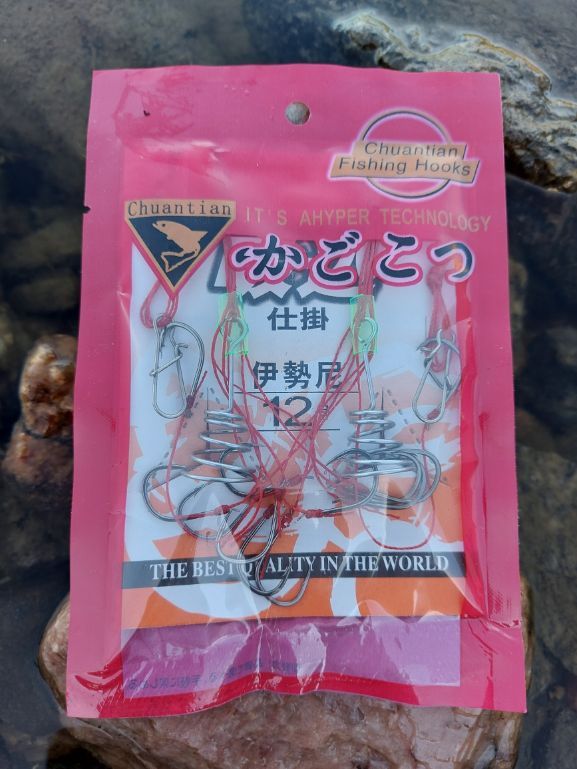 Chuantian
Fishing Hooks
Chuantian
IT'S AHYPER TECHNOLOGY
かごこっ
仕掛
伊勢尼
12
THE BEST QUALITY IN THE WORLD